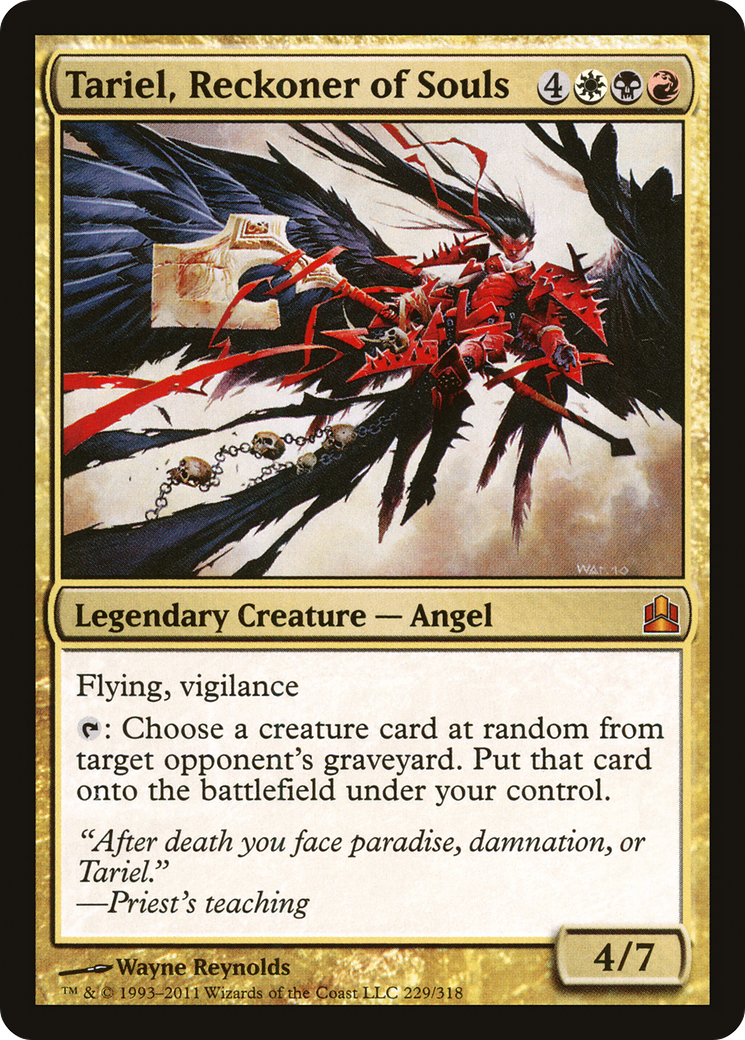 Tariel, Reckoner of Souls 4
WAR.10
Legendary Creature — Angel
Flying, vigilance
: Choose a creature card at random from
target opponent's graveyard. Put that card
onto the battlefield under your control.
“After death you face paradise, damnation, or
Tariel.”
—Priest's teaching
4/7
Wayne Reynolds
™ & © 1993–2011 Wizards of the Coast LLC 229/318